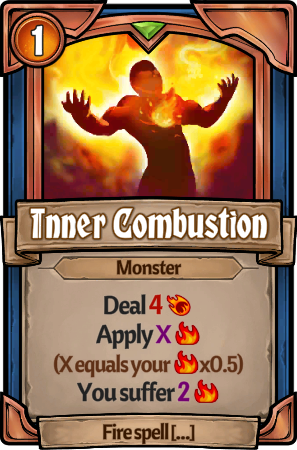 1
Inner Combustion
Monster
Deal 4
Apply X
(X equals your x0.5)
You suffer 2
Fire spell [...]